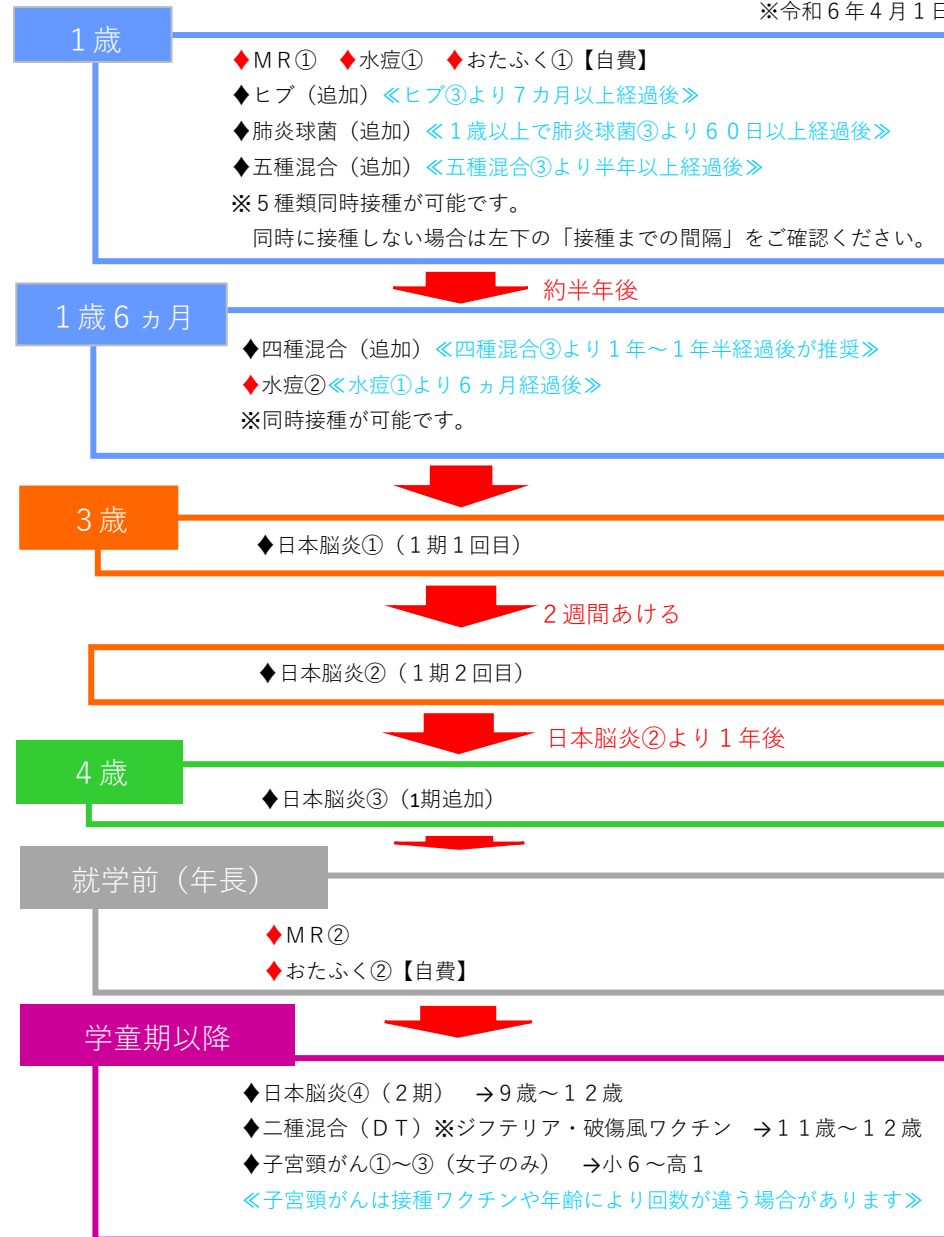 ※令和６年４月１日
１歳
♦ＭＲ①　♦水痘①　♦おたふく①【自費】
♦ヒブ（追加）≪ヒブ③より７カ月以上経過後≫
♦肺炎球菌（追加）≪１歳以上で肺炎球菌③より６０日以上経過後≫
♦五種混合（追加）≪五種混合③より半年以上経過後≫
※５種類同時接種が可能です。
同時に接種しない場合は左下の「接種までの間隔」をご確認ください。
約半年後
１歳６ヵ月
♦四種混合（追加）≪四種混合③より１年～１年半経過後が推奨≫
♦水痘②≪水痘①より６ヵ月経過後≫
※同時接種が可能です。
３歳
♦日本脳炎①（１期１回目）
２週間あける
♦日本脳炎②（１期２回目）
日本脳炎②より１年後
４歳
♦日本脳炎③（1期追加）
就学前（年長）
♦ＭＲ②
♦おたふく②【自費】
学童期以降
♦日本脳炎④（２期）　→９歳～１２歳
♦二種混合（ＤＴ）※ジフテリア・破傷風ワクチン　→１１歳～１２歳
♦子宮頸がん①～③（女子のみ）　→小６～高１
≪子宮頸がんは接種ワクチンや年齢により回数が違う場合があります≫